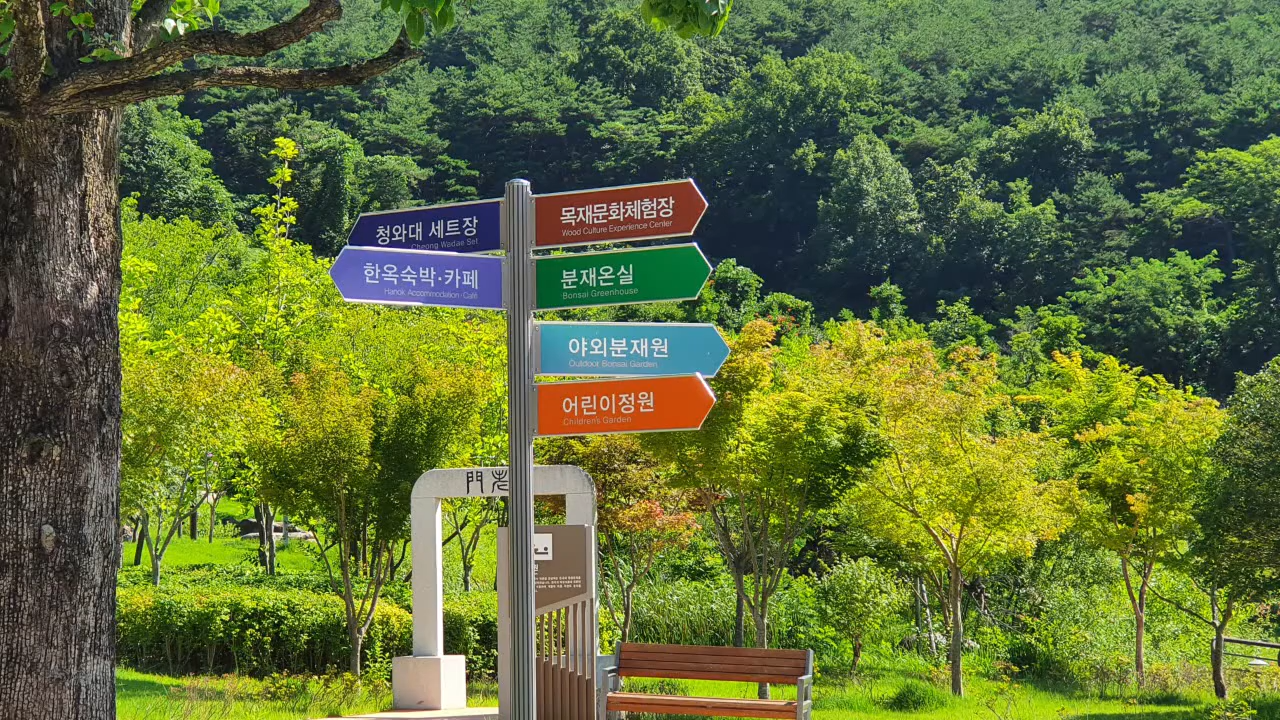 청와대 세트장
Cheong Wadae Set
한옥숙박·카페
Hanok Accommodation·Café
목재문화체험장
Wood Culture Experience Center
분재온실
Bonsai Greenhouse
야외분재원
Outdoor Bonsai Garden
어린이정원
Children's Garden
門